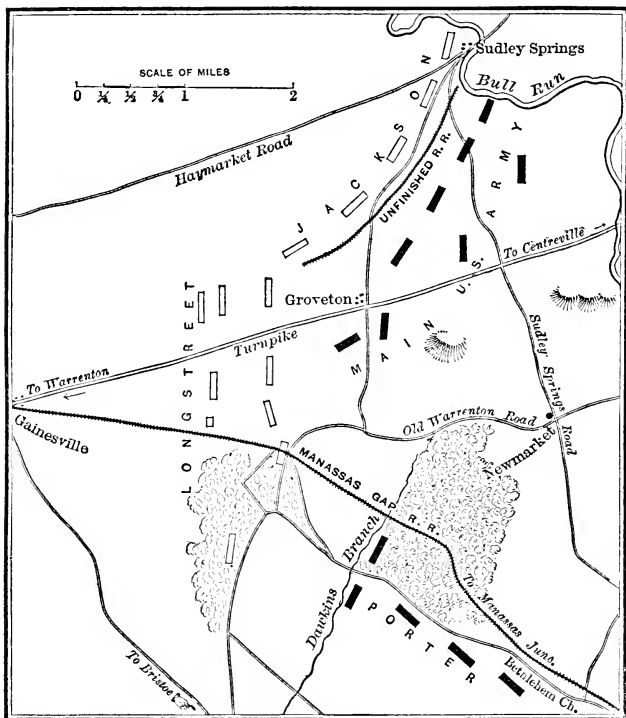 Sudley Springs
SCALE OF MILES
0 ¼ ½ ¾ 1 2
Bull Run
Haymarket Road
JACKSON
UNFINISHED R.R.
MAIN U.S. ARMY
To Centreville
Groveton
LONGSTREET
Turnpike
To Warrenton
Sudley Springs Road
Gainesville
Old Warrenton Road
Newmarket
MANASSAS GAP R.R.
Dawkins Branch
To Manassas Junc.
PORTER
Bethlehem Ch.
To Bristoe